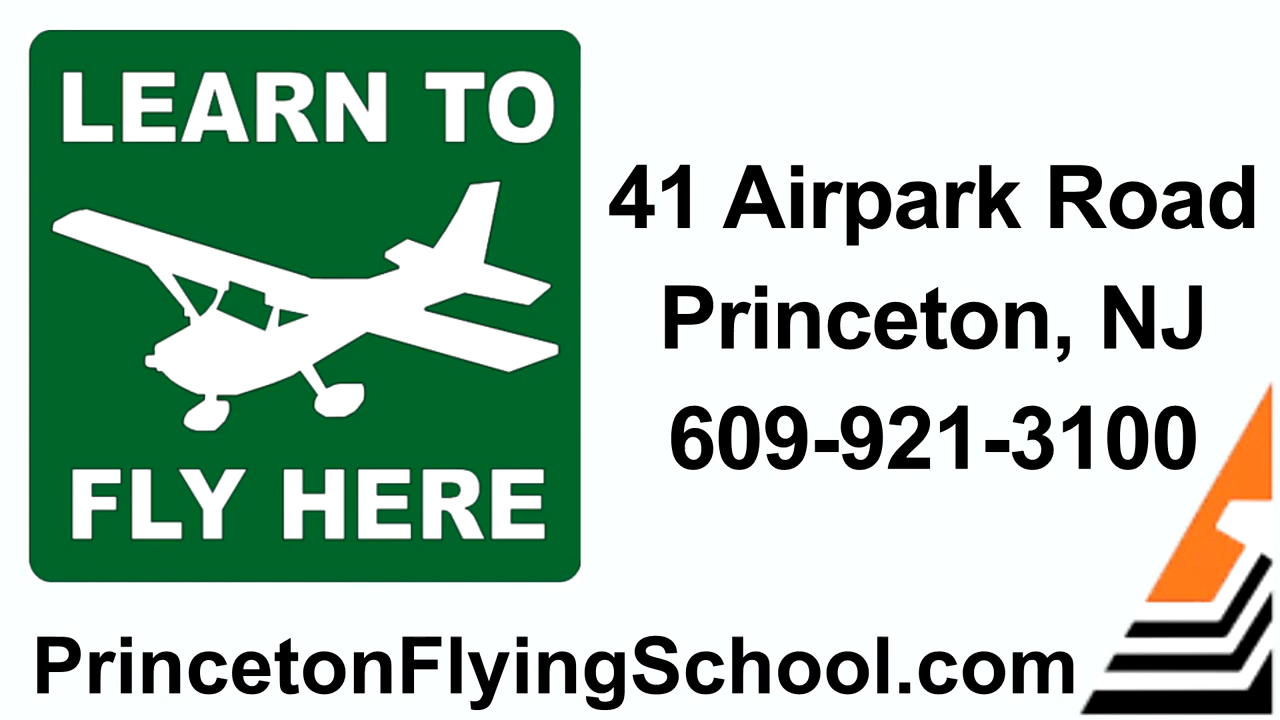 LEARN TO
FLY HERE
41 Airpark Road
Princeton, NJ
609-921-3100
PrincetonFlyingSchool.com